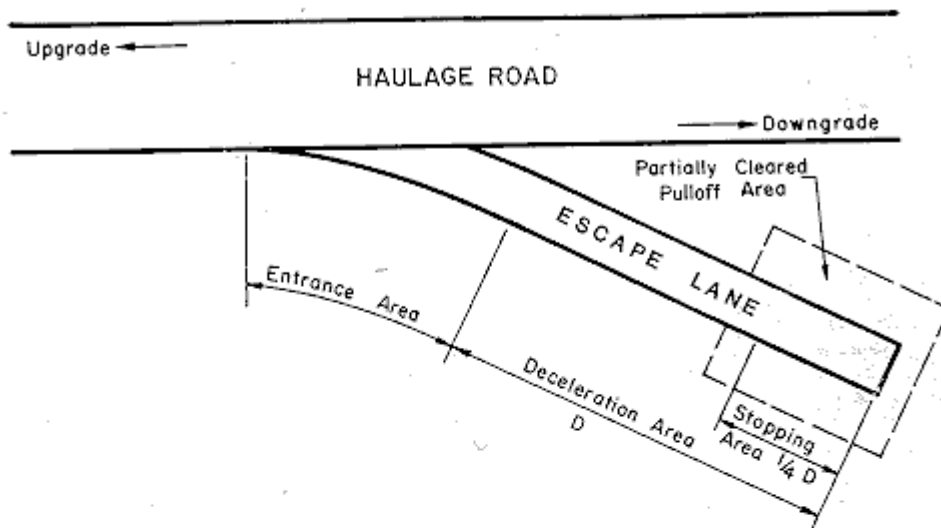 Upgrade
HAULAGE ROAD
Downgrade
Partially Cleared
Pulloff Area
ESCAPE LANE
Entrance Area
Deceleration Area
D
Stopping
Area 1/4 D